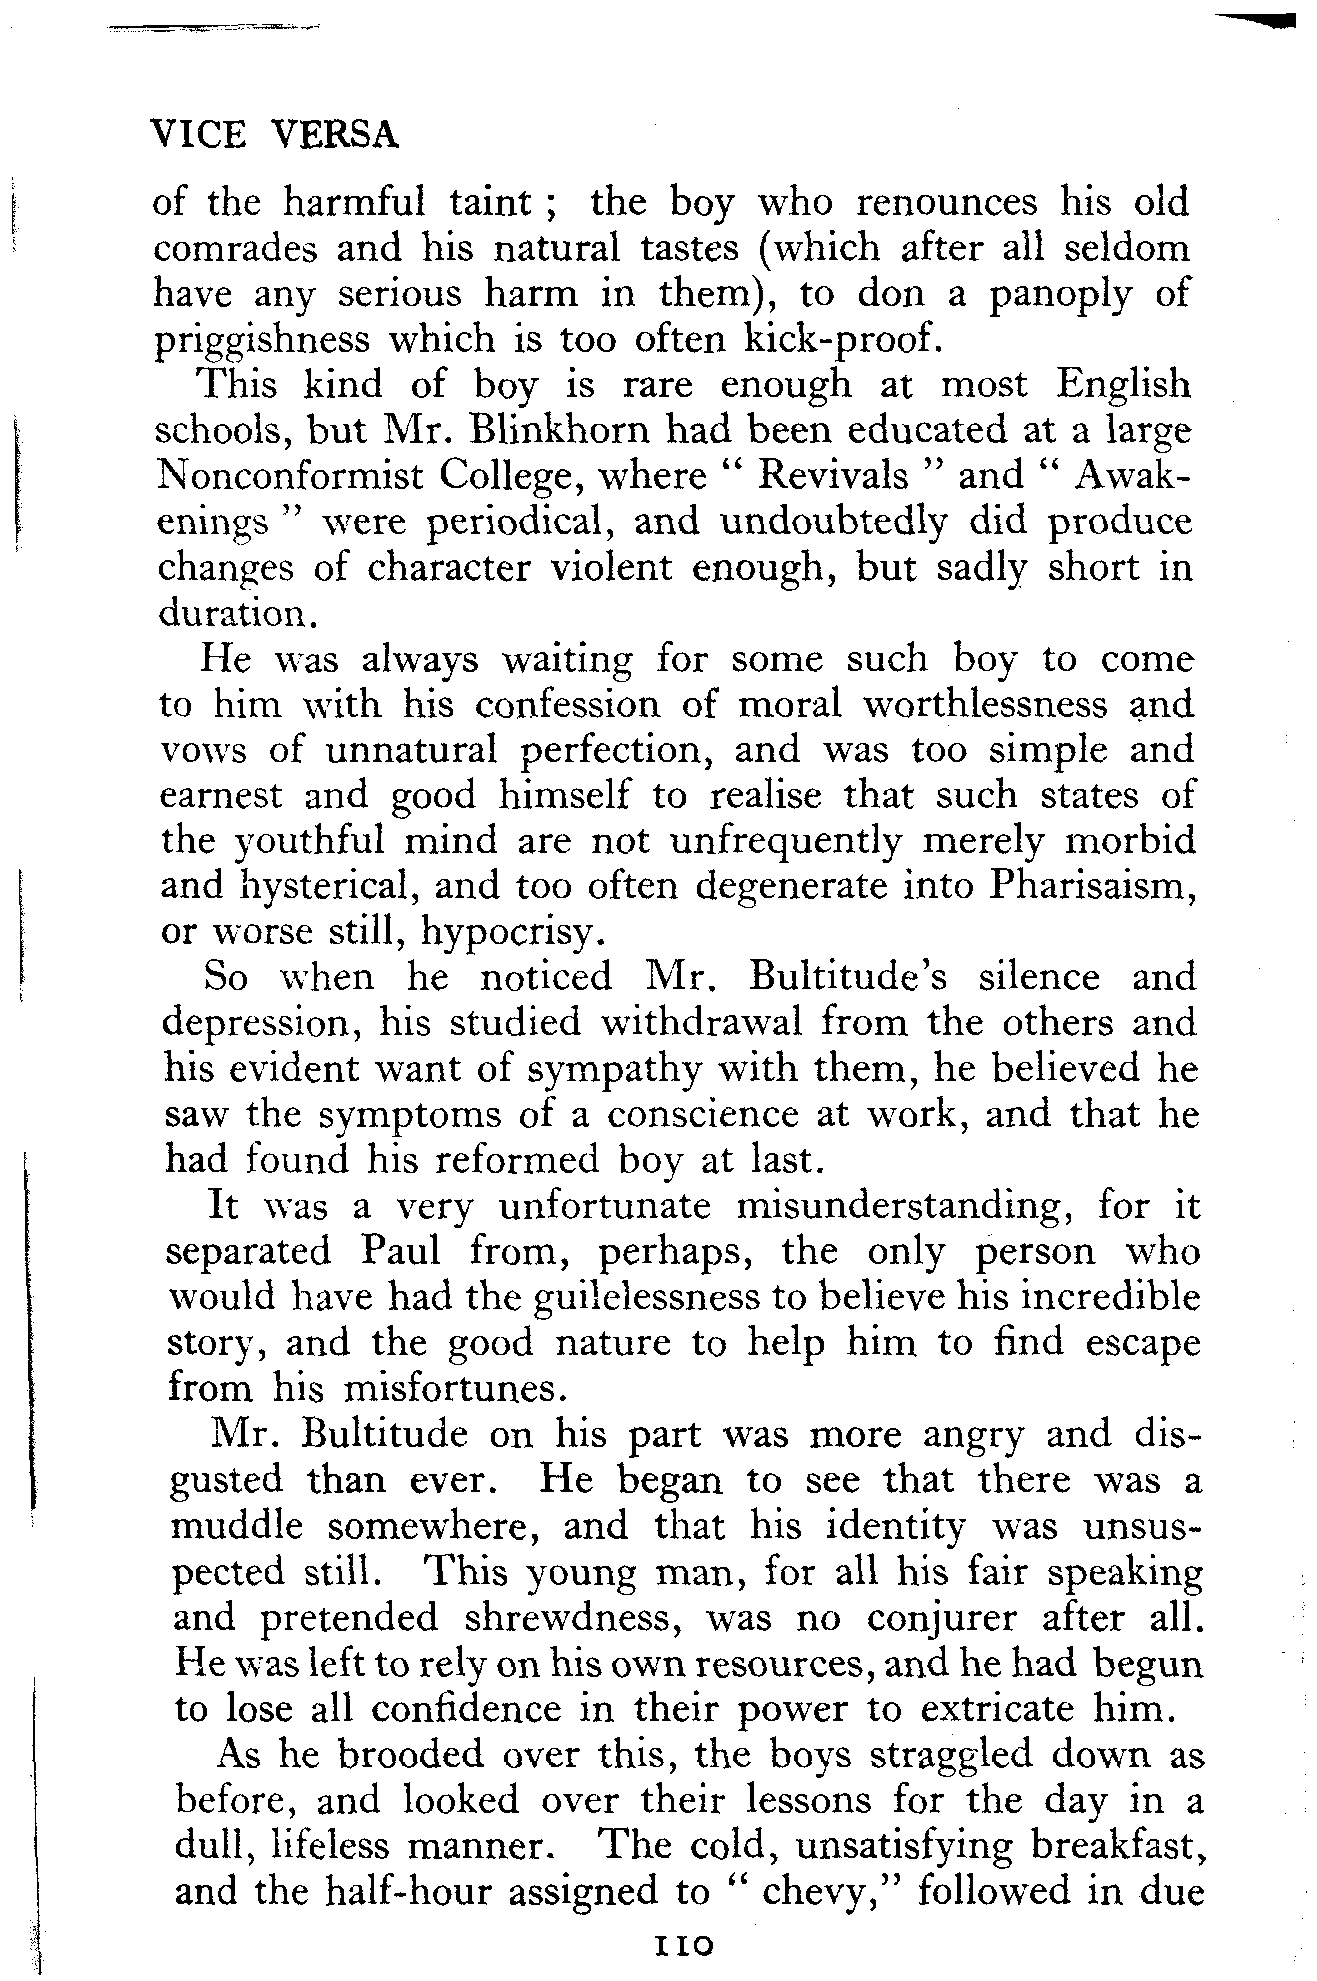 VICE VERSA
of the harmful taint ; the boy who renounces his old
comrades and his natural tastes (which after all seldom
have any serious harm in them), to don a panoply of
priggishness which is too often kick-proof.
This kind of boy is rare enough at most English
schools, but Mr. Blinkhorn had been educated at a large
Nonconformist College, where “ Revivals ” and “ Awak-
enings ” were periodical, and undoubtedly did produce
changes of character violent enough, but sadly short in
duration.
He was always waiting for some such boy to come
to him with his confession of moral worthlessness and
vows of unnatural perfection, and was too simple and
earnest and good himself to realise that such states of
the youthful mind are not unfrequently merely morbid
and hysterical, and too often degenerate into Pharisaism,
or worse still, hypocrisy.
So when he noticed Mr. Bultitude’s silence and
depression, his studied withdrawal from the others and
his evident want of sympathy with them, he believed he
saw the symptoms of a conscience at work, and that he
had found his reformed boy at last.
It was a very unfortunate misunderstanding, for it
separated Paul from, perhaps, the only person who
would have had the guilelessness to believe his incredible
story, and the good nature to help him to find escape
from his misfortunes.
Mr. Bultitude on his part was more angry and dis-
gusted than ever. He began to see that there was a
muddle somewhere, and that his identity was unsus-
pected still. This young man, for all his fair speaking
and pretended shrewdness, was no conjurer after all.
He was left to rely on his own resources, and he had begun
to lose all confidence in their power to extricate him.
As he brooded over this, the boys straggled down as
before, and looked over their lessons for the day in a
dull, lifeless manner. The cold, unsatisfying breakfast,
and the half-hour assigned to “ chevy,” followed in due
110